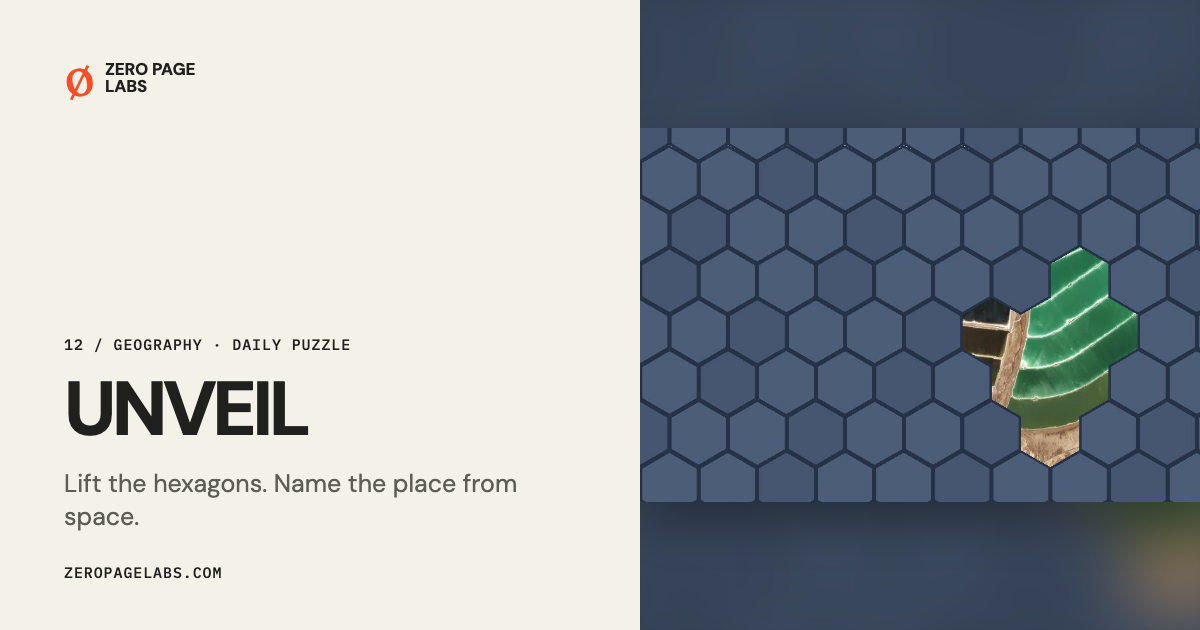 ZERO PAGE
LABS
12 / GEOGRAPHY · DAILY PUZZLE
UNVEIL
Lift the hexagons. Name the place from
space.
ZEROPAGELABS.COM